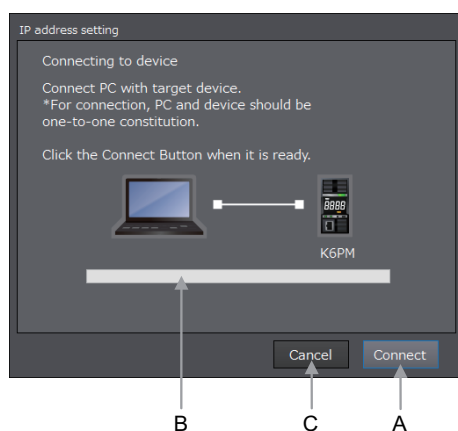 IP address setting
Connecting to device
Connect PC with target device.
*For connection, PC and device should be
one-to-one constitution.
Click the Connect Button when it is ready.
8888
K6PM
Cancel Connect
B C A